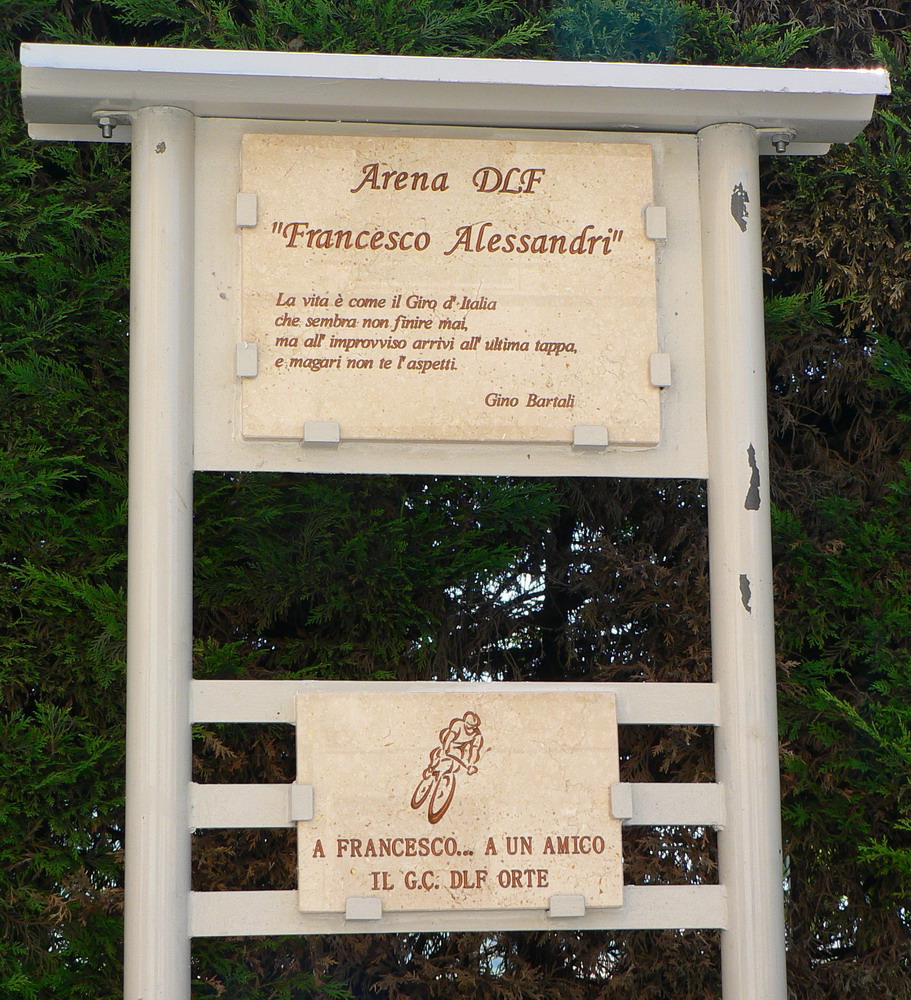 Arena DLF
"Francesco Alessandri"
La vita è come il Giro d' Italia
che sembra non finire mai,
ma all' improvviso arrivi all' ultima tappa,
e magari non te l'aspetti.
Gino Bartali
A FRANCESCO... A UN AMICO
IL G.C. DLF ORTE